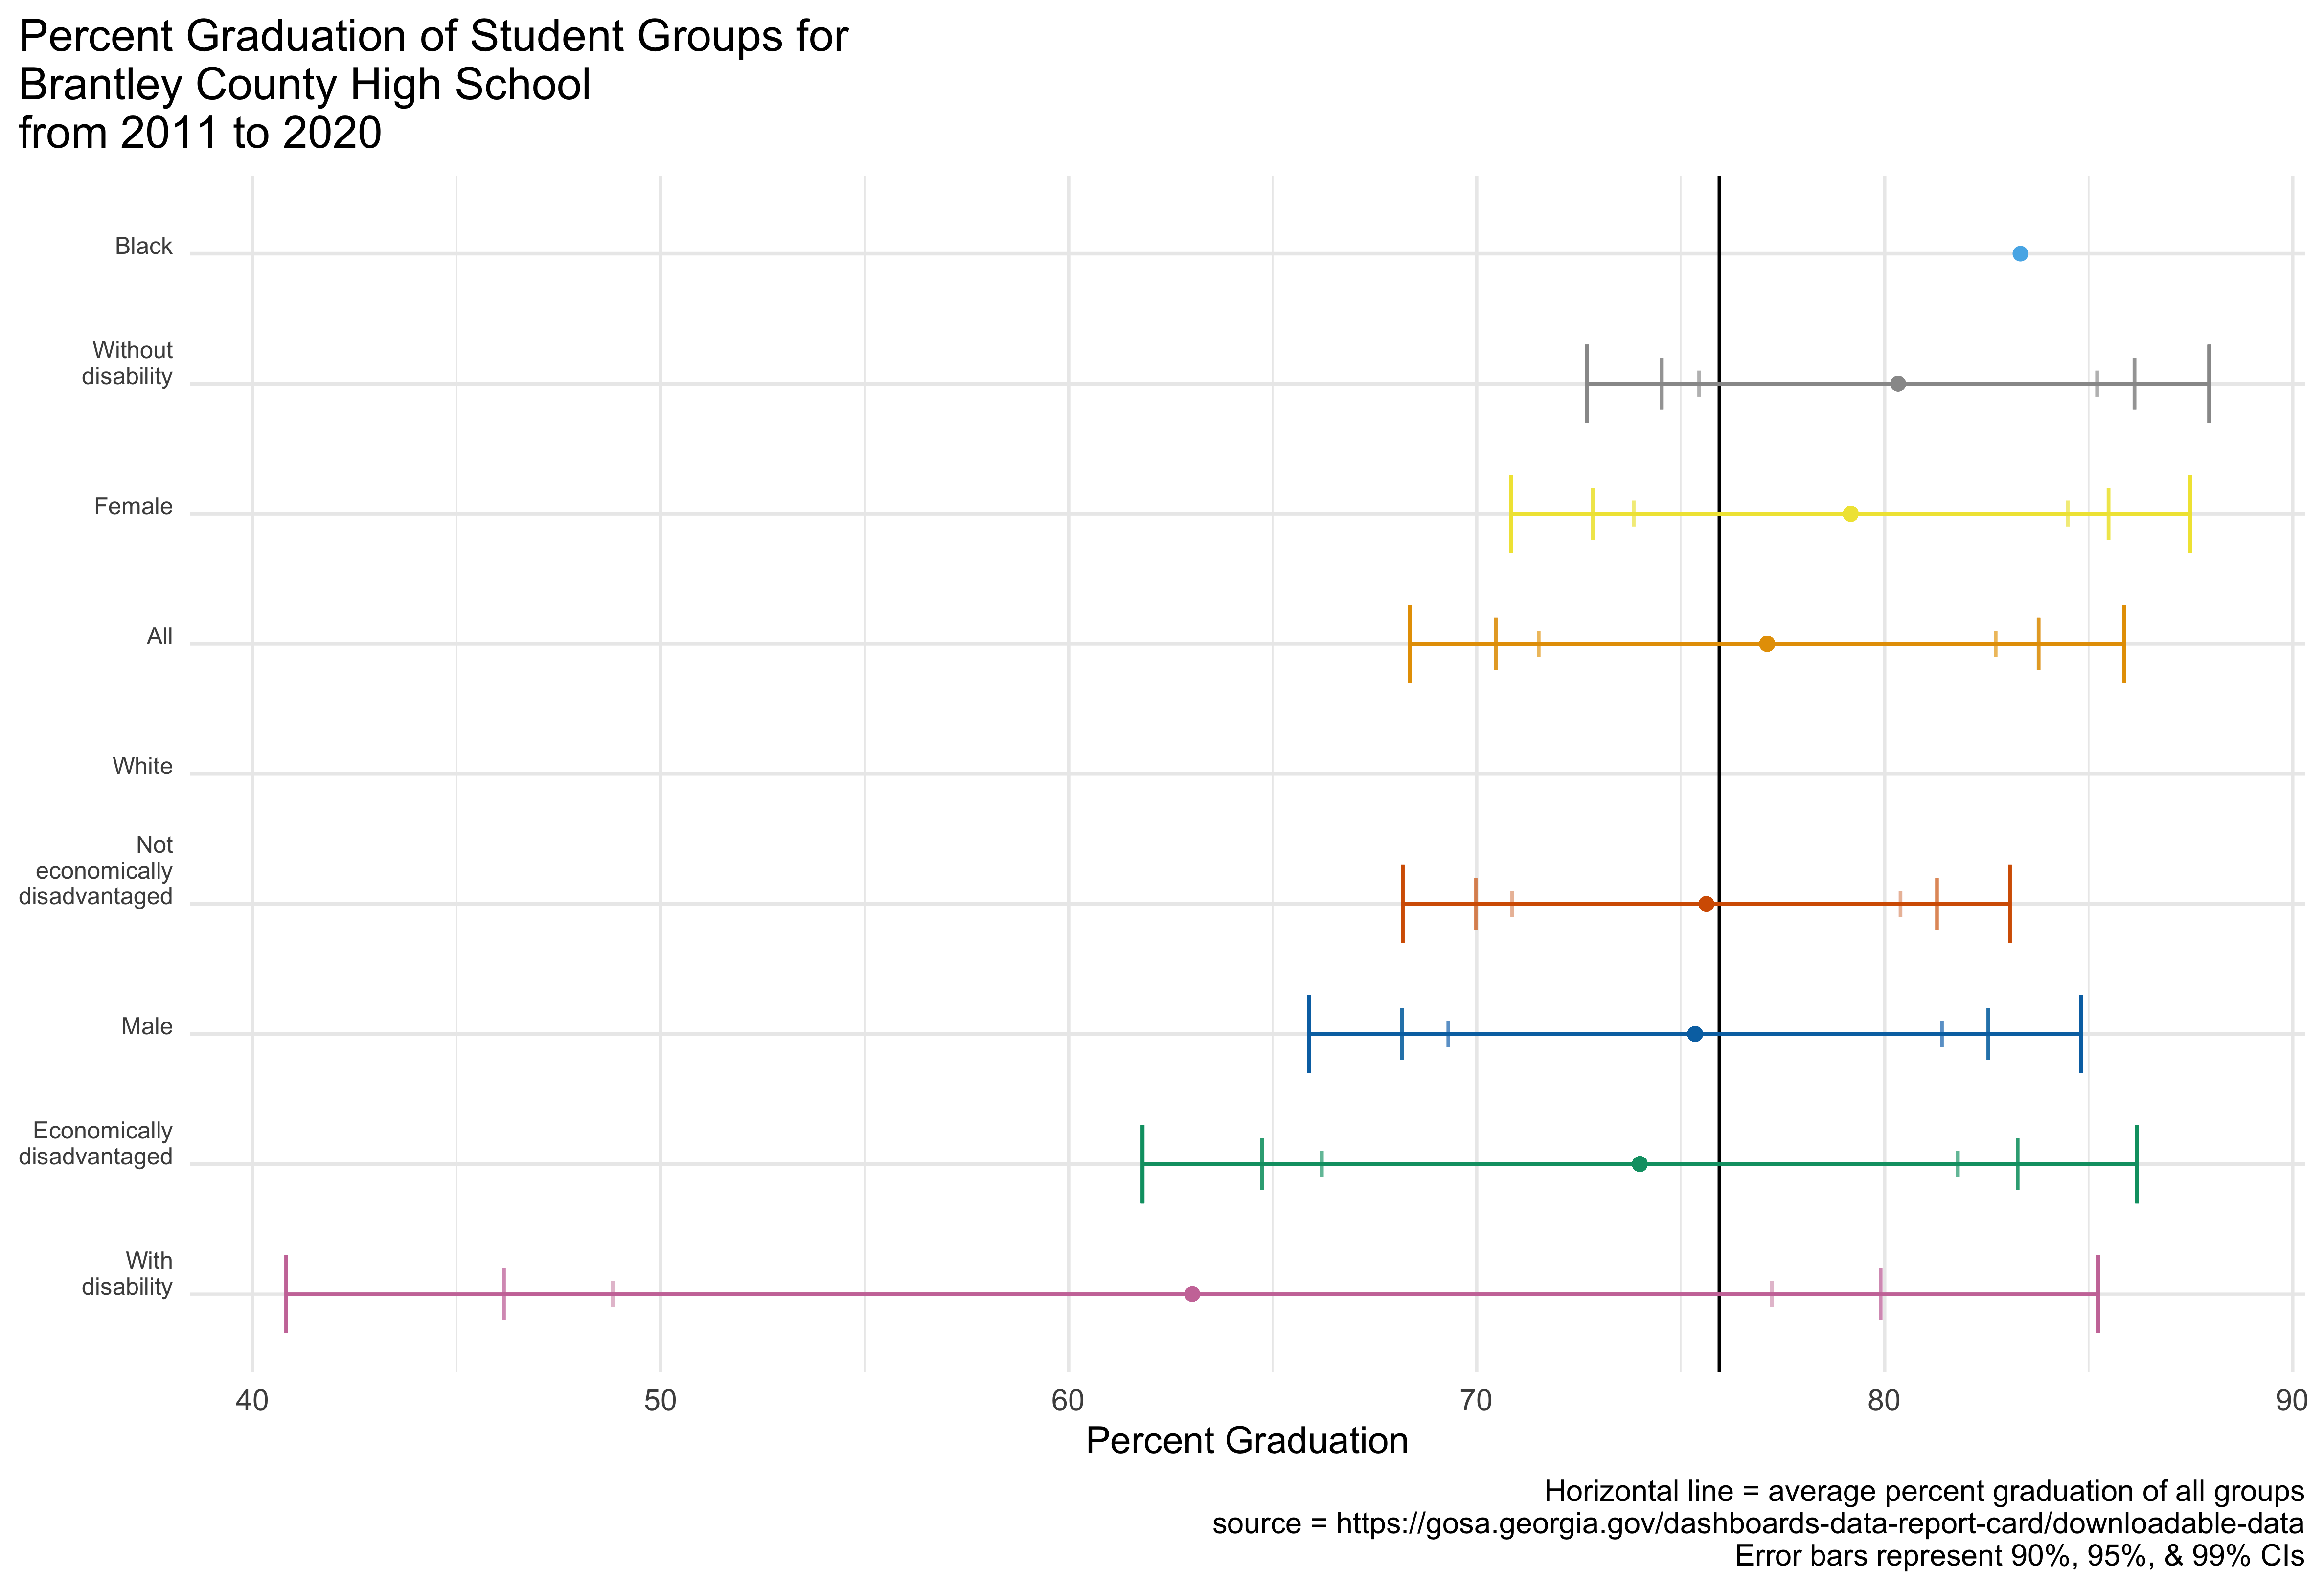 Percent Graduation of Student Groups for
Brantley County High School
from 2011 to 2020
Black
Without
disability
Female
All
White
Not
economically
disadvantaged
Male
Economically
disadvantaged
With
disability
40 50 60 70 80 90
Percent Graduation
Horizontal line = average percent graduation of all groups
source = https://gosa.georgia.gov/dashboards-data-report-card/downloadable-data
Error bars represent 90%, 95%, & 99% CIs